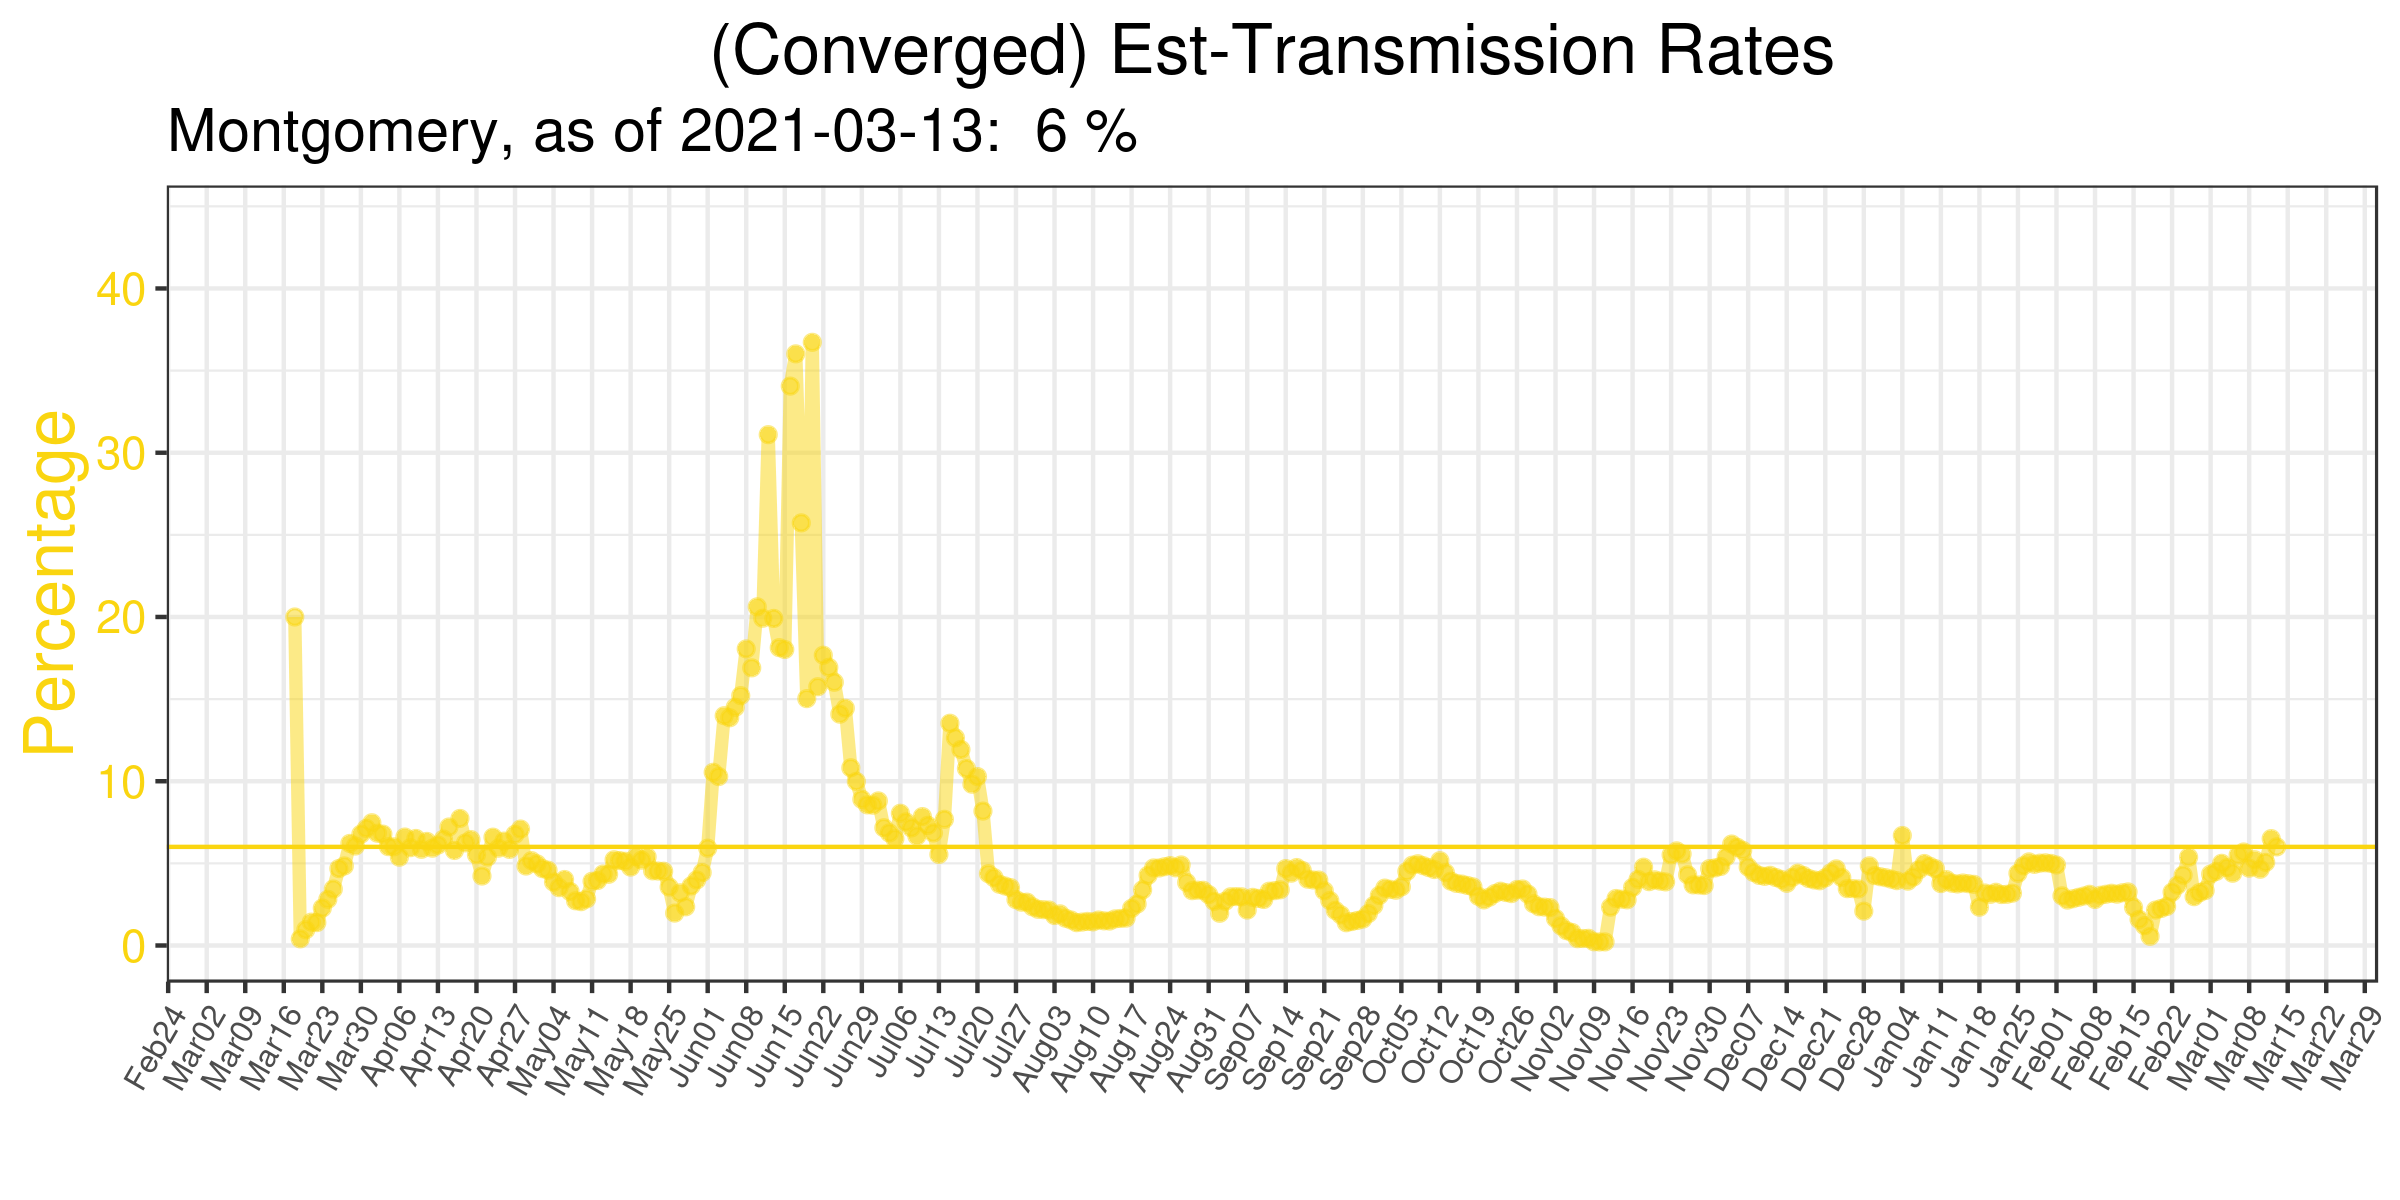 (Converged) Est-Transmission Rates
Montgomery, as of 2021-03-13:  6 %
Percentage
40
30
20
10
0
Feb24
Mar02
Mar09
Mar16
Mar23
Mar30
Apr06
Apr13
Apr20
Apr27
May04
May11
May18
May25
Jun01
Jun08
Jun15
Jun22
Jun29
Jul06
Jul13
Jul20
Jul27
Aug03
Aug10
Aug17
Aug24
Aug31
Sep07
Sep14
Sep21
Sep28
Oct05
Oct12
Oct19
Oct26
Nov02
Nov09
Nov16
Nov23
Nov30
Dec07
Dec14
Dec21
Dec28
Jan04
Jan11
Jan18
Jan25
Feb01
Feb08
Feb15
Feb22
Mar01
Mar08
Mar15
Mar22
Mar29